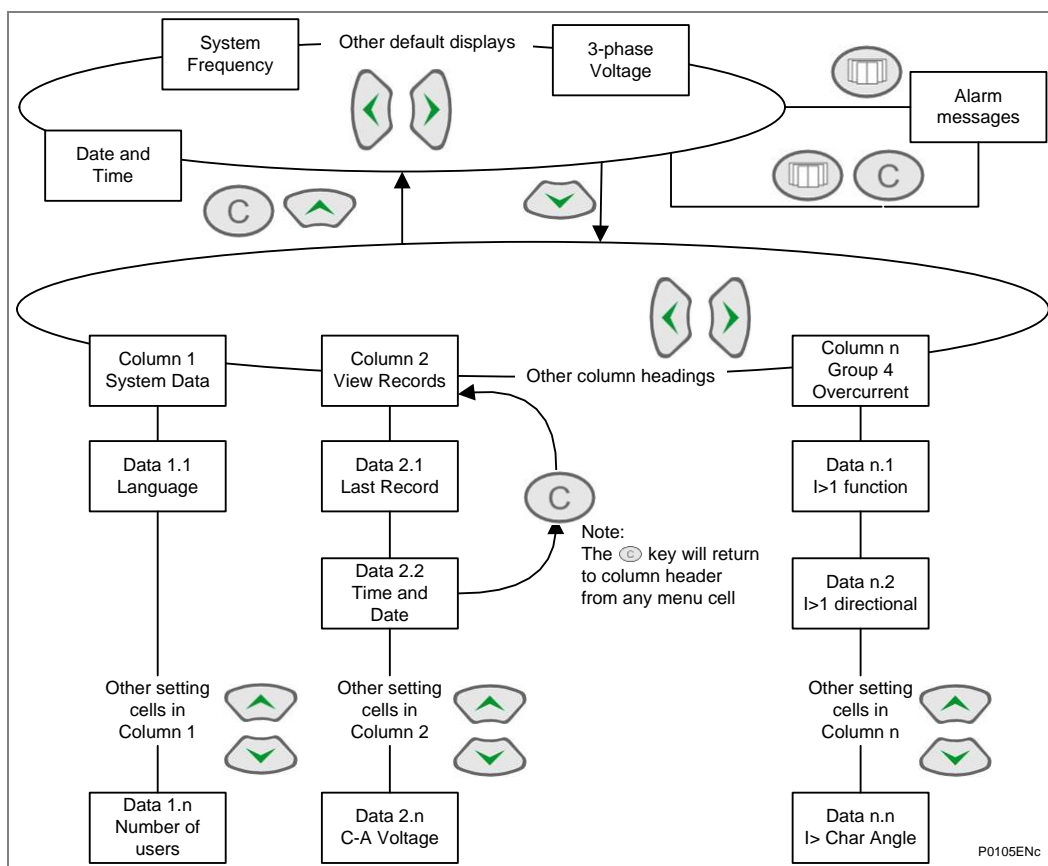 System
Frequency
Other default displays
3-phase
Voltage
Alarm
messages
Date and
Time
C
C
Column 1
System Data
Column 2
View Records
Other column headings
Column n
Group 4
Overcurrent
Data 1.1
Language
Data 2.1
Last Record
Data n.1
I>1 function
C
Note:
The C key will return
to column header
from any menu cell
Data 2.2
Time and
Date
Data n.2
I>1 directional
Other setting
cells in
Column 1
Other setting
cells in
Column 2
Other setting
cells in
Column n
Data 1.n
Number of
users
Data 2.n
C-A Voltage
Data n.n
I> Char Angle
P0105ENc